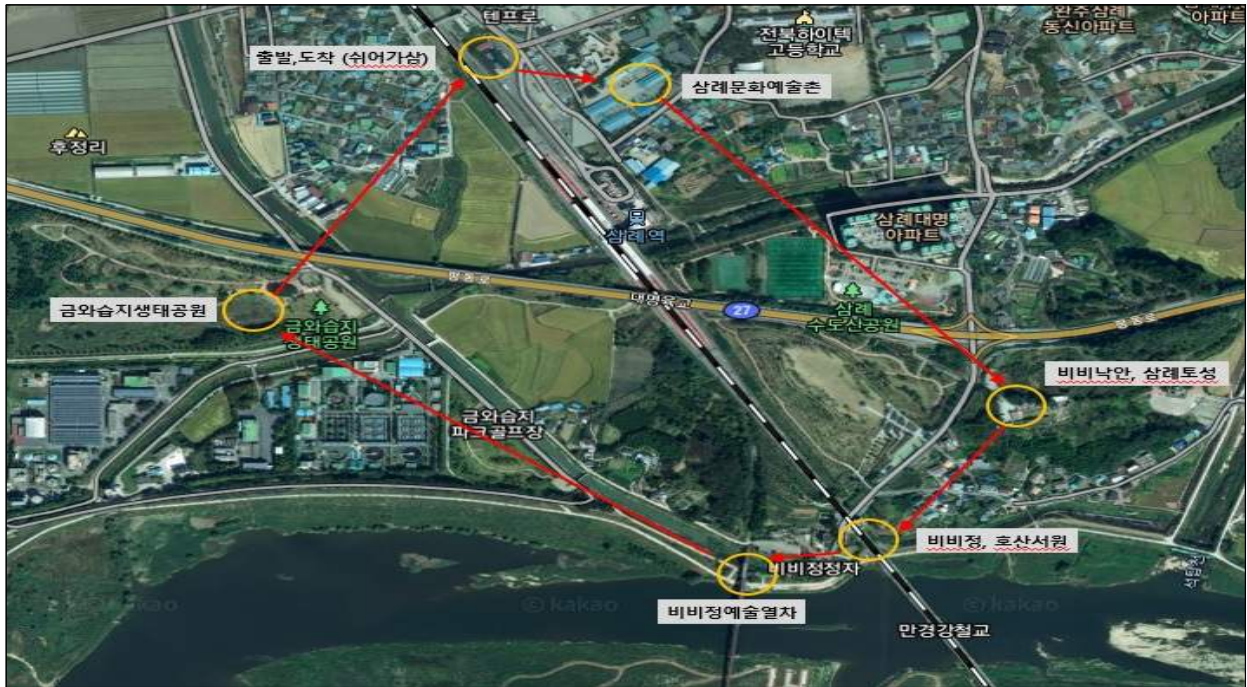 텐프로
전북하이텍
고등학교
완주삼례
동신아파트
아파트
출발,도착 (쉬어가삼)
삼례문화예술촌
후정리
삼례역
삼례대명
아파트
금와습지생태공원
금와습지
생태공원
대명육교
27
삼례
수도산공원
비비낙안, 삼례토성
금와습지
파크골프장
비비정, 호산서원
비비정정자
비비정예술열차
만경강철교
석탑천
© kakao
© kakao